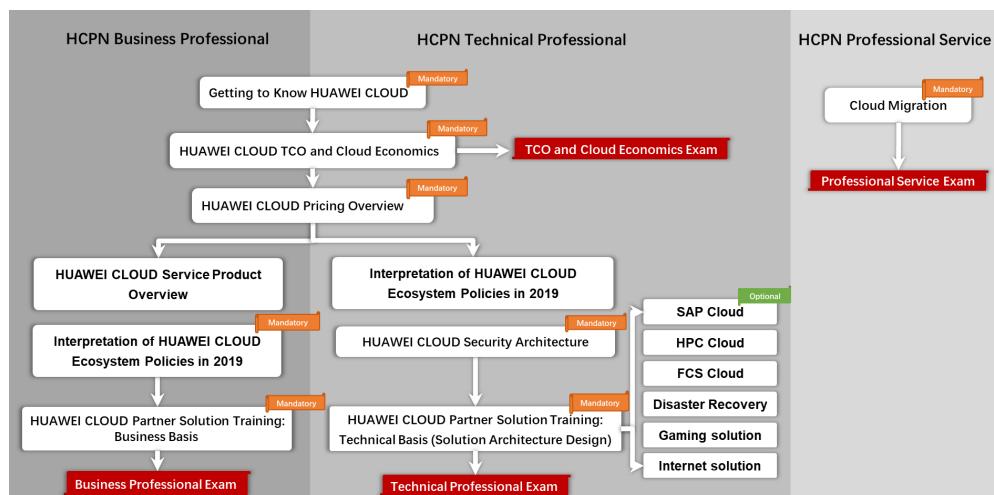 HCPN Business Professional
HCPN Technical Professional
HCPN Professional Service
Mandatory
Getting to Know HUAWEI CLOUD
Mandatory
Cloud Migration
Mandatory
HUAWEI CLOUD TCO and Cloud Economics
TCO and Cloud Economics Exam
Professional Service Exam
Mandatory
HUAWEI CLOUD Pricing Overview
HUAWEI CLOUD Service Product
Overview
Interpretation of HUAWEI CLOUD
Ecosystem Policies in 2019
Mandatory
Interpretation of HUAWEI CLOUD
Ecosystem Policies in 2019
Mandatory
HUAWEI CLOUD Security Architecture
Optional
SAP Cloud
HPC Cloud
FCS Cloud
Disaster Recovery
Gaming solution
Internet solution
Mandatory
HUAWEI CLOUD Partner Solution Training:
Business Basis
Mandatory
HUAWEI CLOUD Partner Solution Training:
Technical Basis (Solution Architecture Design)
Business Professional Exam
Technical Professional Exam